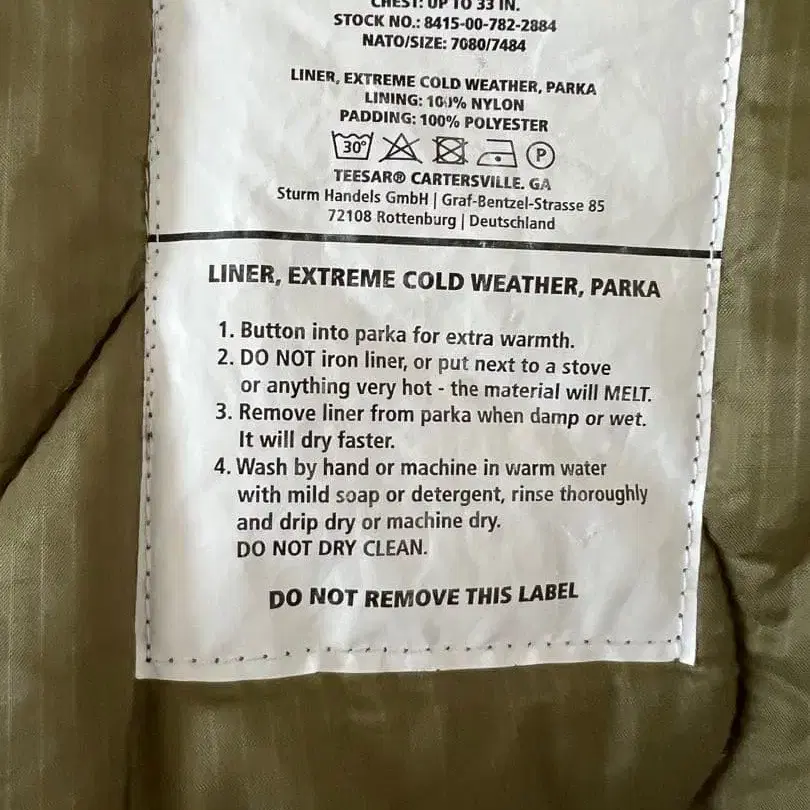 CHEST: UP TO 33 IN.
STOCK NO.: 8415-00-782-2884
NATO/SIZE: 7080/7484
LINER, EXTREME COLD WEATHER, PARKA
LINING: 100% NYLON
PADDING: 100% POLYESTER
30° P
TEESAR® CARTERSVILLE. GA
Sturm Handels GmbH | Graf-Bentzel-Strasse 85
72108 Rottenburg | Deutschland
LINER, EXTREME COLD WEATHER, PARKA
1. Button into parka for extra warmth.
2. DO NOT iron liner, or put next to a stove
or anything very hot - the material will MELT.
3. Remove liner from parka when damp or wet.
It will dry faster.
4. Wash by hand or machine in warm water
with mild soap or detergent, rinse thoroughly
and drip dry or machine dry.
DO NOT DRY CLEAN.
DO NOT REMOVE THIS LABEL